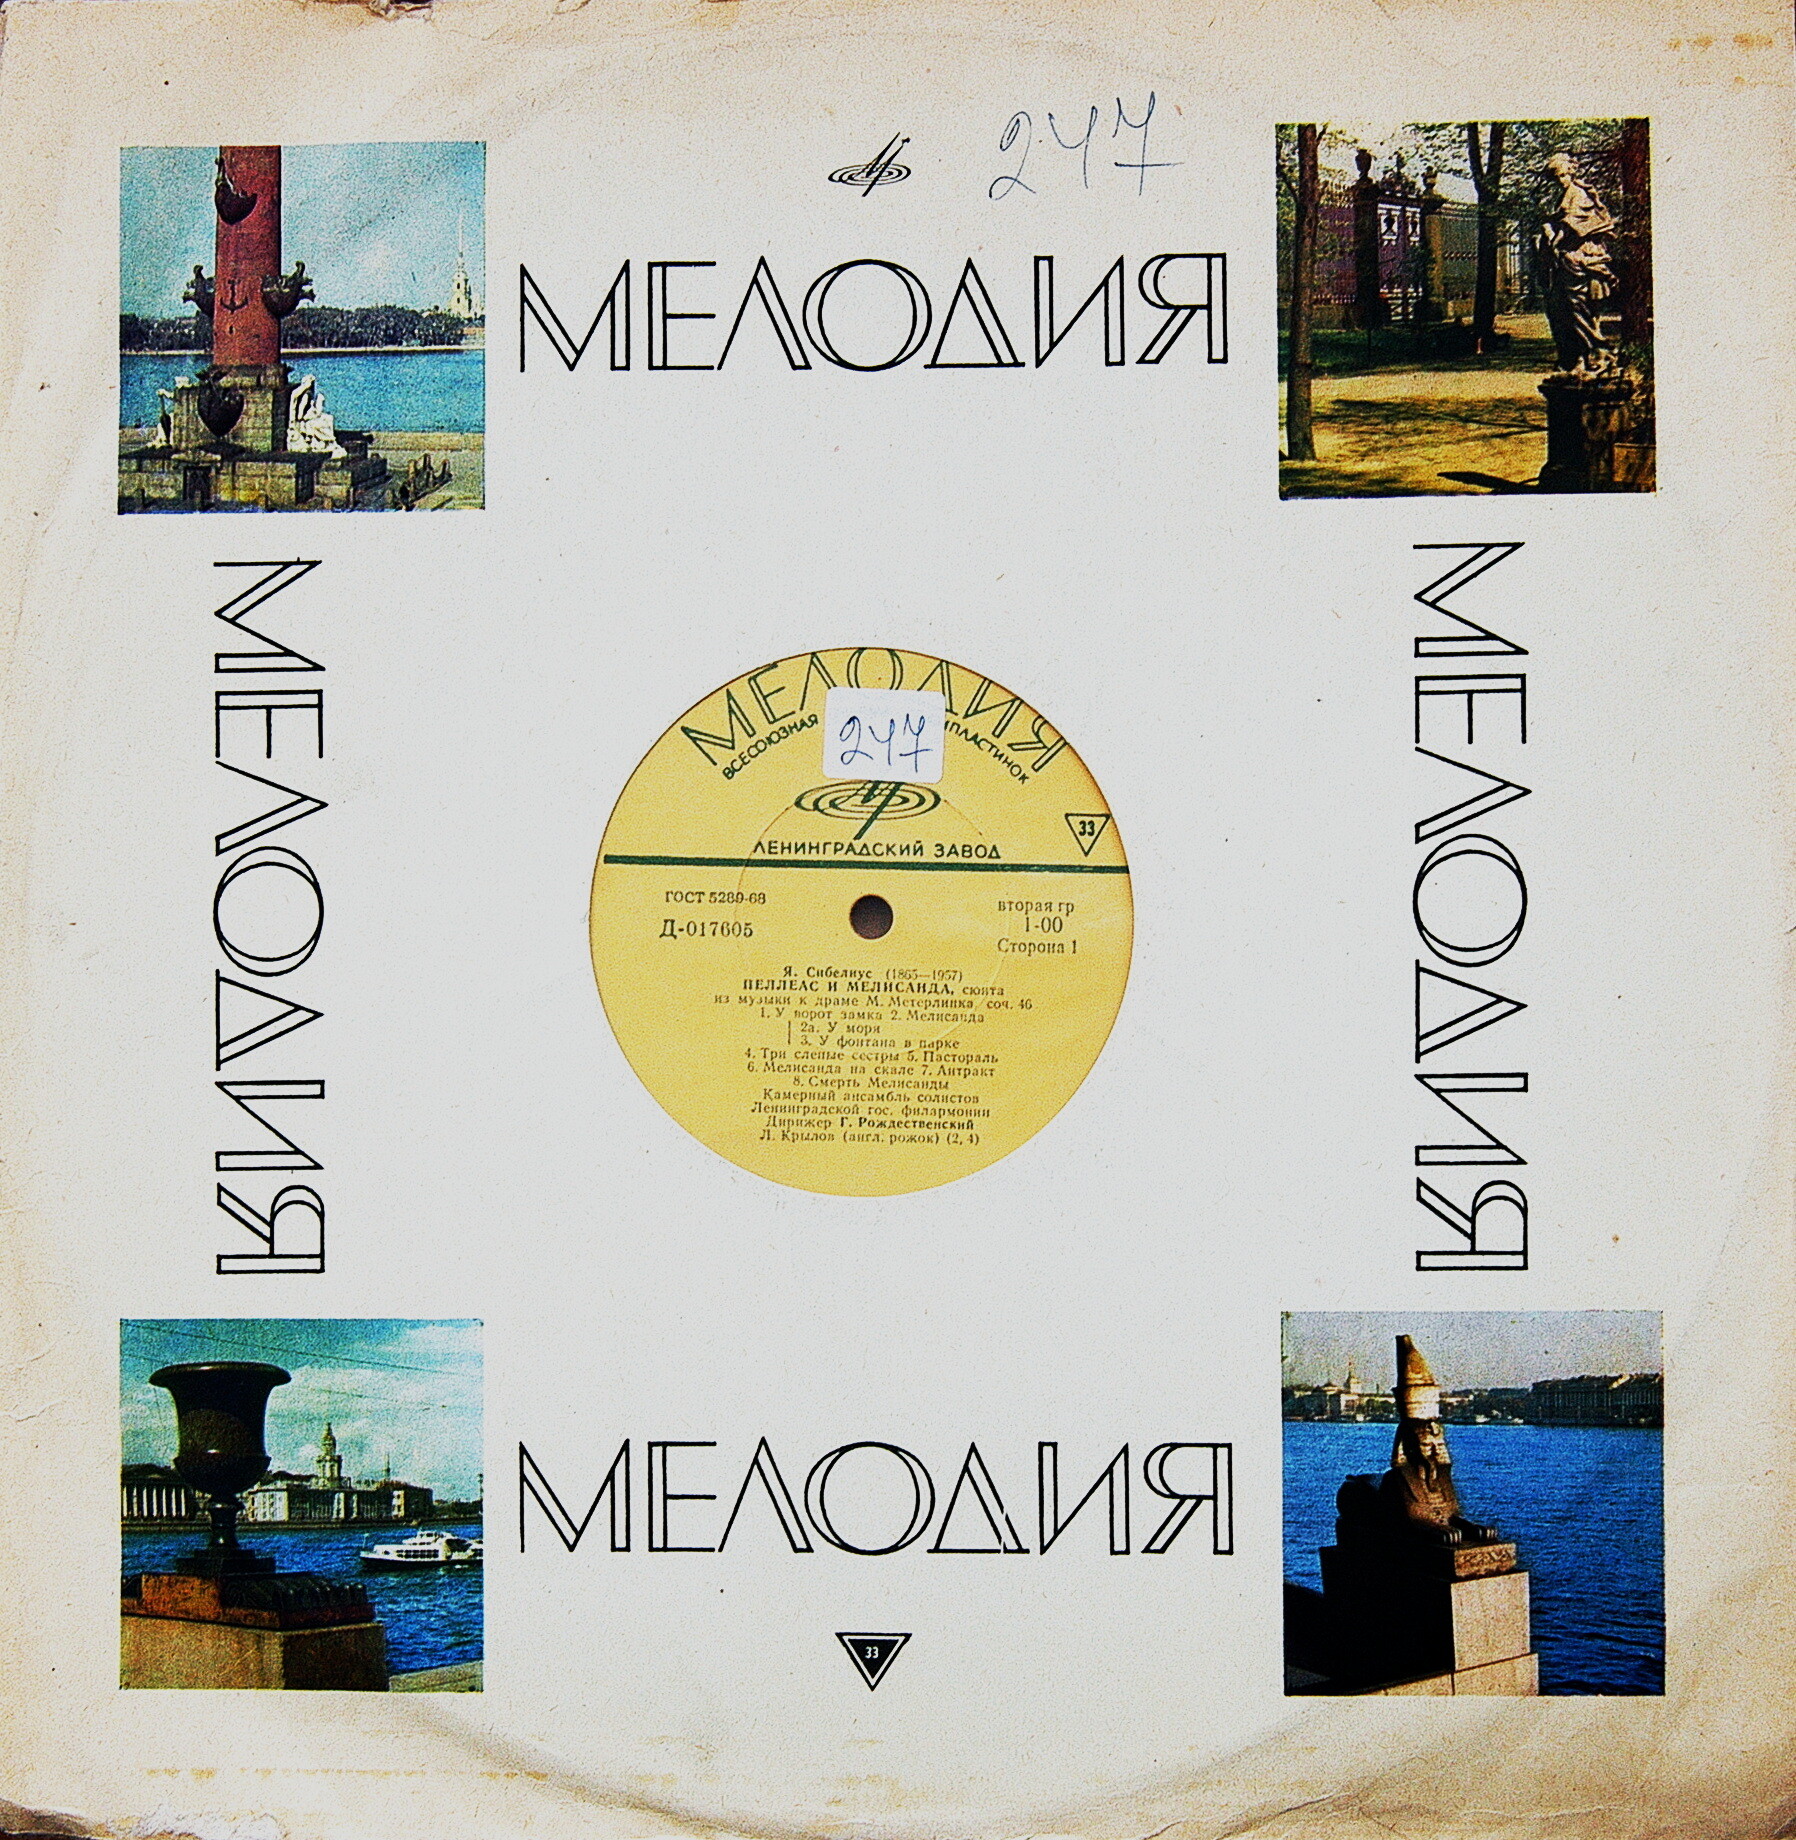 247
МЕЛОДИЯ
МЕЛОДИЯ
МЕЛОДИЯ
МЕЛОДИЯ
247
ВСЕСОЮЗНАЯ
ЛЕНИНГРАДСКИЙ ЗАВОД
33
ГОСТ 5289-68
Д-017605
вторая гр
1-00
Сторона 1
Я. Сибелиус (1865—1957)
ПЕЛЛЕАС И МЕЛИСАНДА, сюита
из музыки к драме М. Метерлинка, соч. 46
1. У ворот замка 2. Мелисанда
2а. У моря
3. У фонтана в парке
4. Три слепые сестры 5. Пастораль
6. Мелисанда на скале 7. Антракт
8. Смерть Мелисанды
Камерный ансамбль солистов
Ленинградской гос. филармонии
Дирижер Г. Рождественский
Л. Крылов (англ. рожок) (2, 4)
МЕЛОДИЯ
33